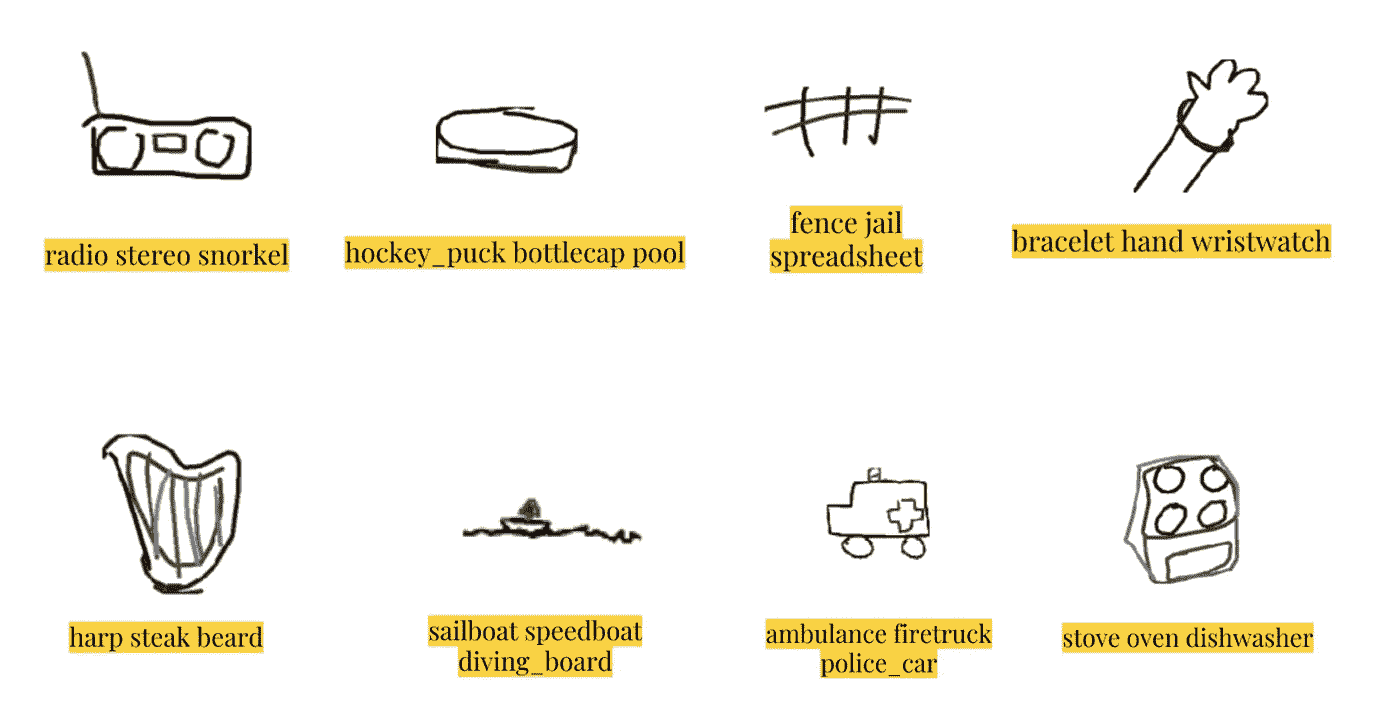 radio stereo snorkel
hockey_puck bottlecap pool
fence jail
spreadsheet
bracelet hand wristwatch
harp steak beard
sailboat speedboat
diving_board
ambulance firetruck
police_car
stove oven dishwasher